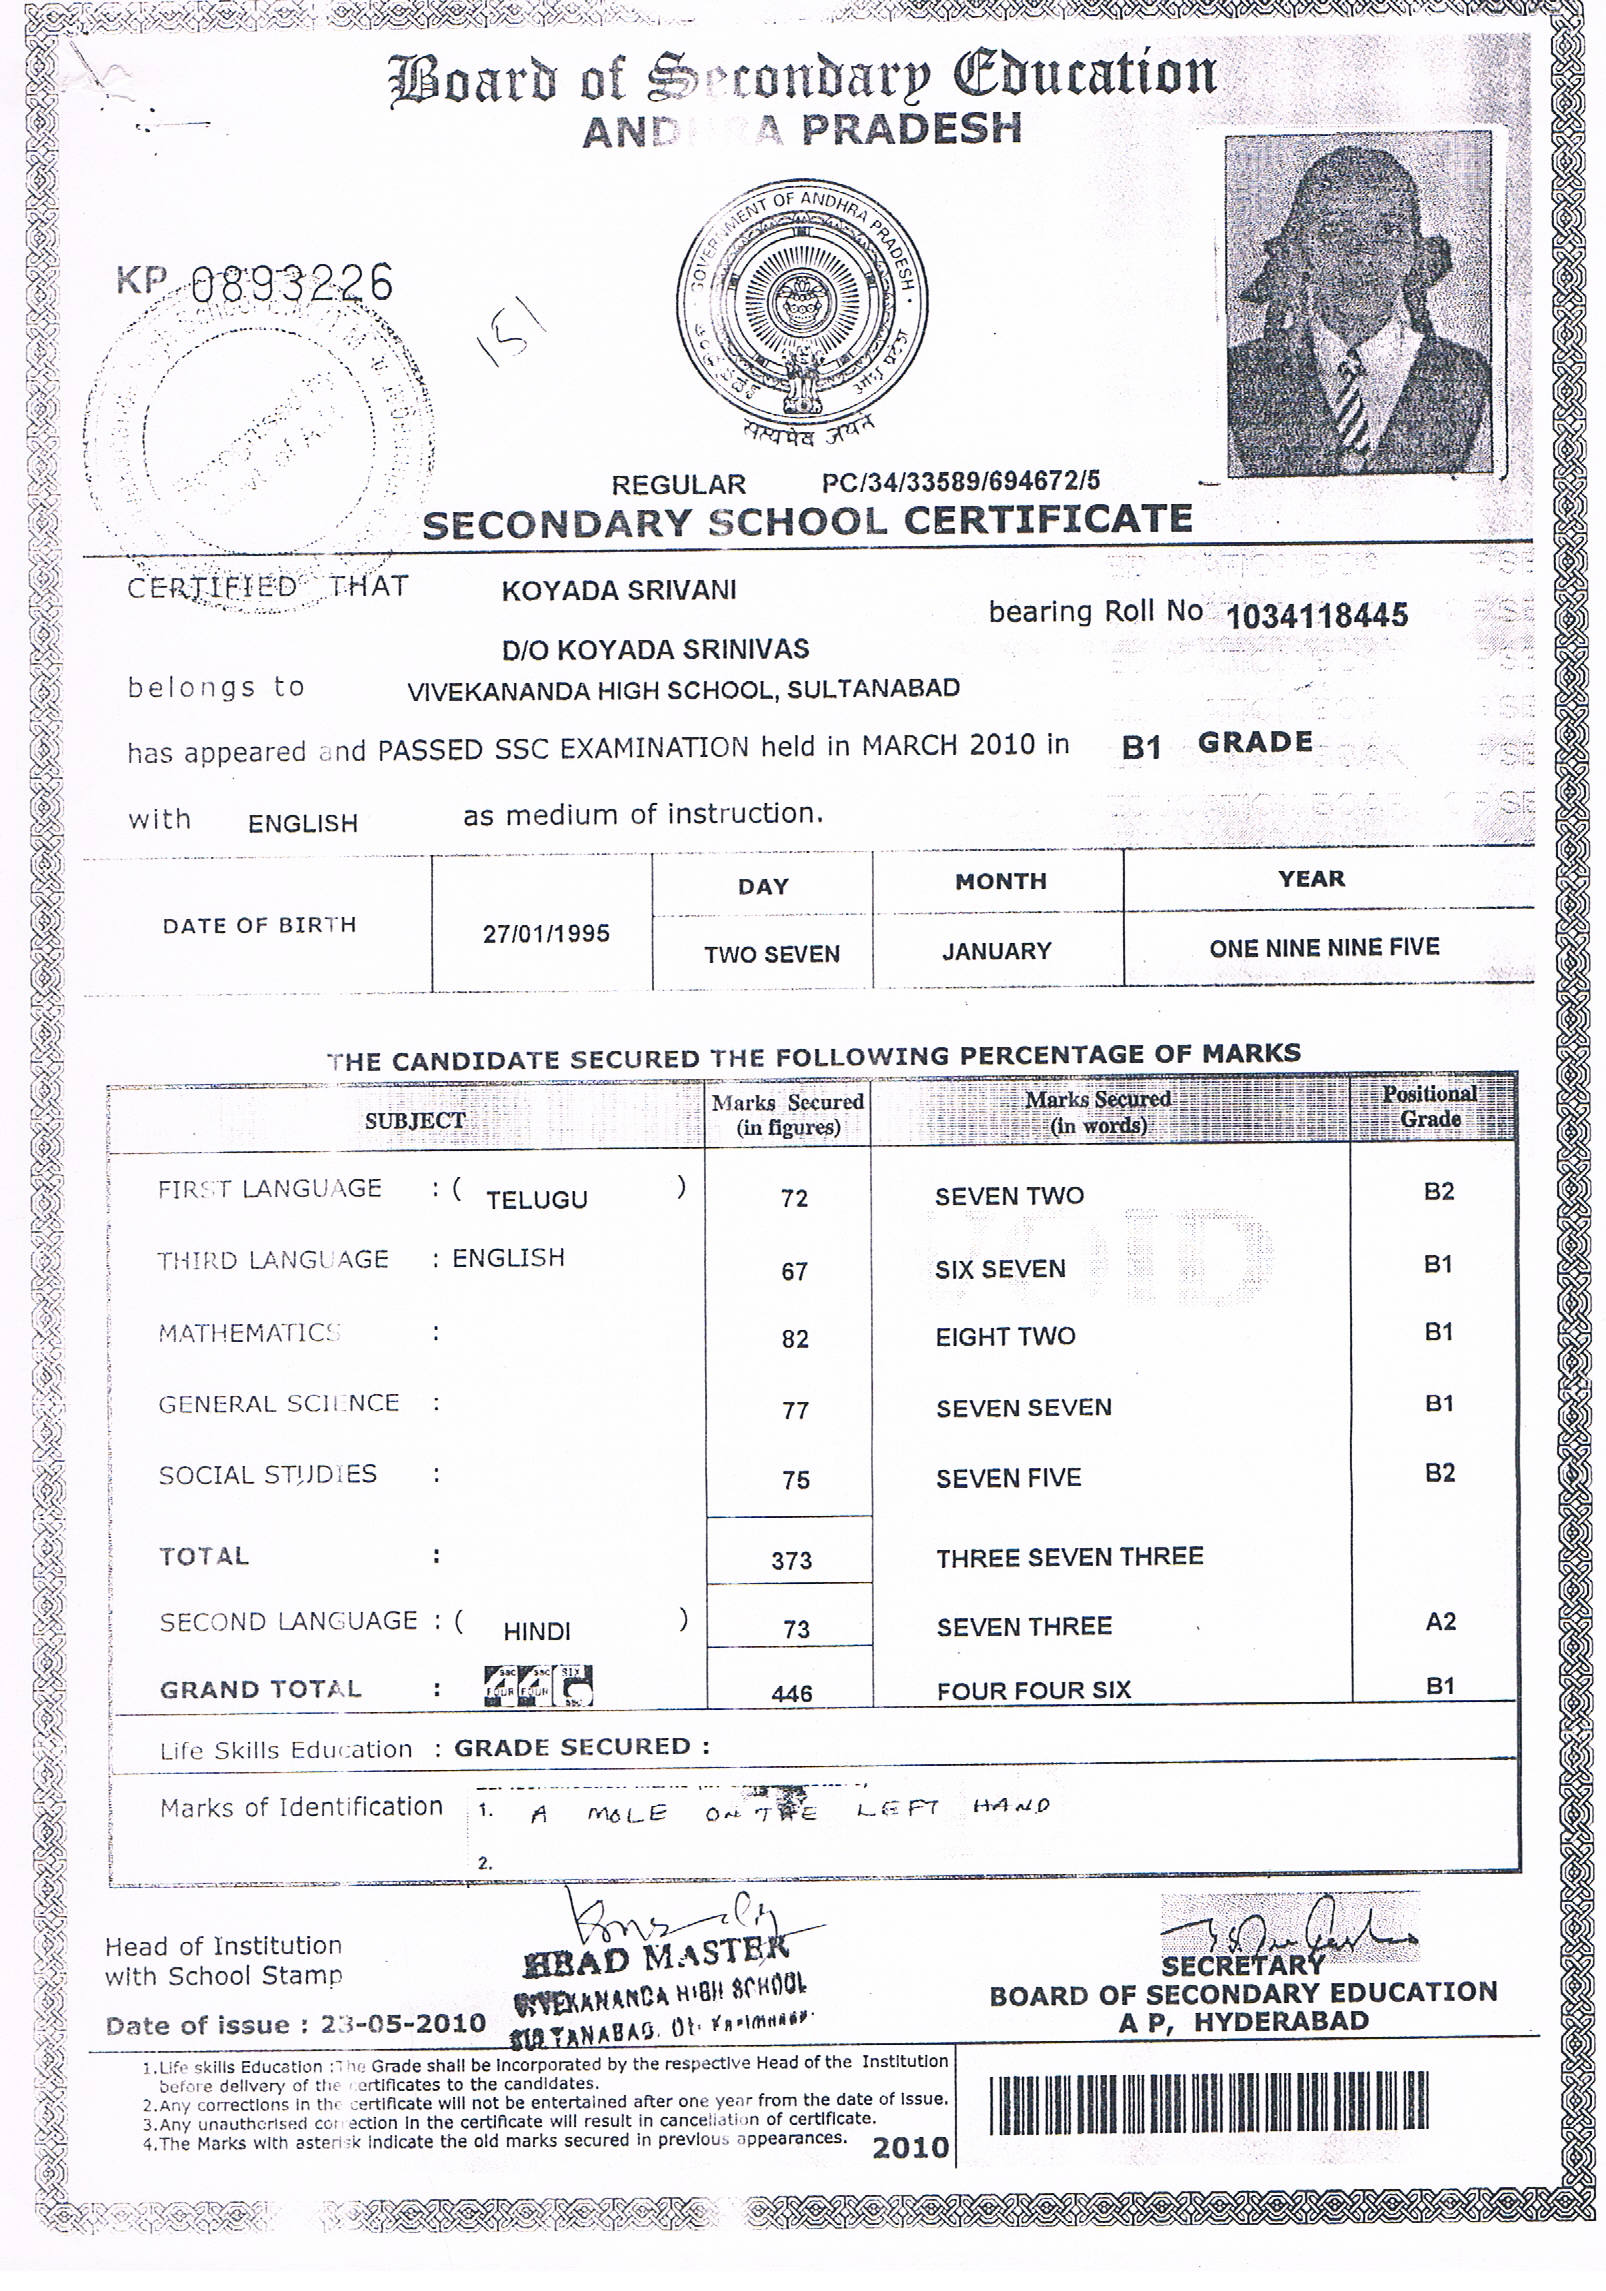 Board of Secondary Education
ANDHRA PRADESH
GOVERNMENT OF ANDHRA PRADESH
सत्यमेव जयते
KP 0893226
151
REGULAR PC/34/33589/694672/5
SECONDARY SCHOOL CERTIFICATE
CERTIFIED THAT KOYADA SRIVANI
bearing Roll No 1034118445
D/O KOYADA SRINIVAS
belongs to VIVEKANANDA HIGH SCHOOL, SULTANABAD
has appeared and PASSED SSC EXAMINATION held in MARCH 2010 in B1 GRADE
with ENGLISH as medium of instruction.
DAY MONTH YEAR
DATE OF BIRTH 27/01/1995
TWO SEVEN JANUARY ONE NINE NINE FIVE
THE CANDIDATE SECURED THE FOLLOWING PERCENTAGE OF MARKS
SUBJECT Marks Secured (in figures) Marks Secured (in words) Positional Grade
FIRST LANGUAGE : ( TELUGU ) 72 SEVEN TWO B2
VOID
THIRD LANGUAGE : ENGLISH 67 SIX SEVEN B1
MATHEMATICS : 82 EIGHT TWO B1
GENERAL SCIENCE : 77 SEVEN SEVEN B1
SOCIAL STUDIES : 75 SEVEN FIVE B2
TOTAL : 373 THREE SEVEN THREE
SECOND LANGUAGE : ( HINDI ) 73 SEVEN THREE A2
GRAND TOTAL : 446 FOUR FOUR SIX B1
Life Skills Education : GRADE SECURED :
Marks of Identification 1. A MOLE ON THE LEFT HAND
2.
Head of Institution
with School Stamp
HEAD MASTER
VIVEKANANDA HIGH SCHOOL
SULTANABAD.
SECRETARY
BOARD OF SECONDARY EDUCATION
A P, HYDERABAD
Date of issue : 23-05-2010
1.Life skills Education :The Grade shall be incorporated by the respective Head of the Institution
before delivery of the certificates to the candidates.
2.Any corrections in the certificate will not be entertained after one year from the date of issue.
3.Any unauthorised correction in the certificate will result in cancellation of certificate.
4.The Marks with asterisk indicate the old marks secured in previous appearances.
2010